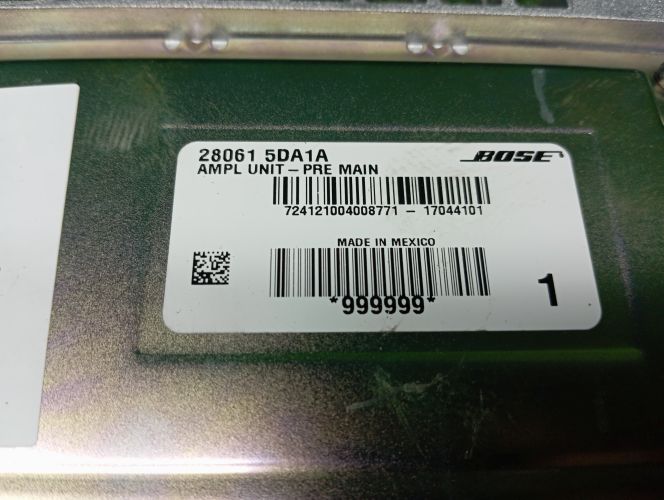 28061 5DA1A
BOSE
AMPL UNIT – PRE MAIN
724121004008771 – 17044101
MADE IN MEXICO
*999999*
1